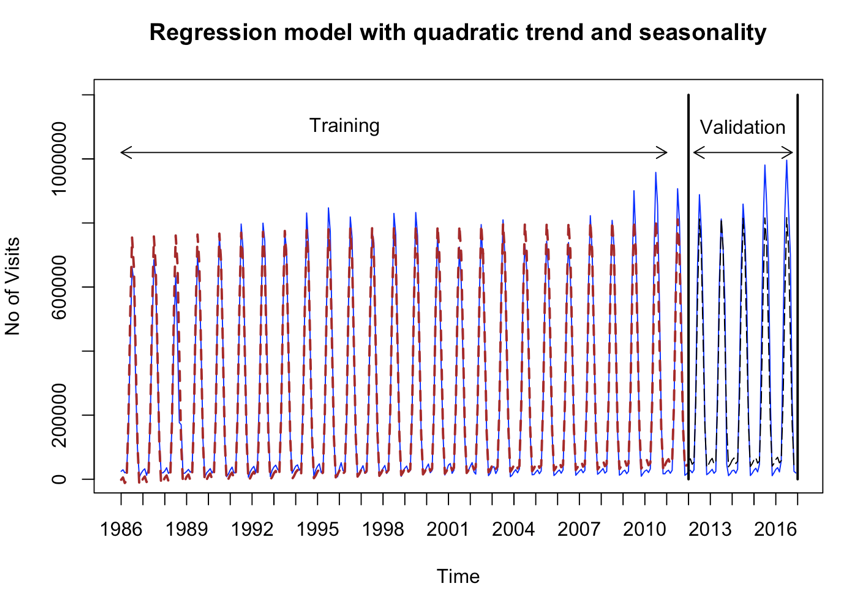 Regression model with quadratic trend and seasonality
Training
Validation
No of Visits
1000000
600000
200000
0
1986 1989 1992 1995 1998 2001 2004 2007 2010 2013 2016
Time